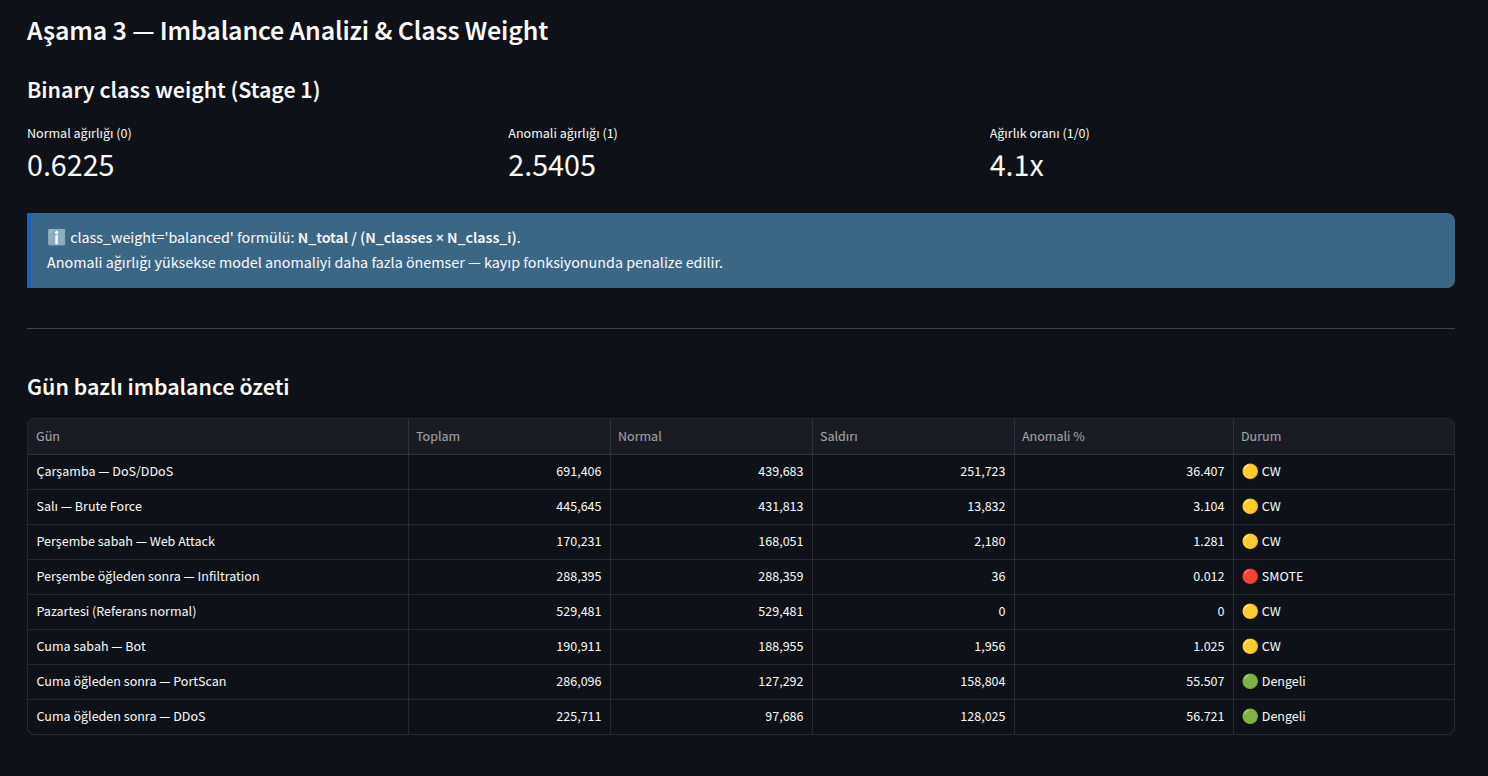 Aşama 3 — Imbalance Analizi & Class Weight
Binary class weight (Stage 1)
Normal ağırlığı (0) Anomali ağırlığı (1) Ağırlık oranı (1/0)
0.6225 2.5405 4.1x
ℹ️ class_weight='balanced' formülü: N_total / (N_classes × N_class_i).
Anomali ağırlığı yüksekse model anomaliyi daha fazla önemser — kayıp fonksiyonunda penalize edilir.
Gün bazlı imbalance özeti
Gün Toplam Normal Saldırı Anomali % Durum
Çarşamba — DoS/DDoS 691,406 439,683 251,723 36.407 🟡 CW
Salı — Brute Force 445,645 431,813 13,832 3.104 🟡 CW
Perşembe sabah — Web Attack 170,231 168,051 2,180 1.281 🟡 CW
Perşembe öğleden sonra — Infiltration 288,395 288,359 36 0.012 🔴 SMOTE
Pazartesi (Referans normal) 529,481 529,481 0 0 🟡 CW
Cuma sabah — Bot 190,911 188,955 1,956 1.025 🟡 CW
Cuma öğleden sonra — PortScan 286,096 127,292 158,804 55.507 🟢 Dengeli
Cuma öğleden sonra — DDoS 225,711 97,686 128,025 56.721 🟢 Dengeli